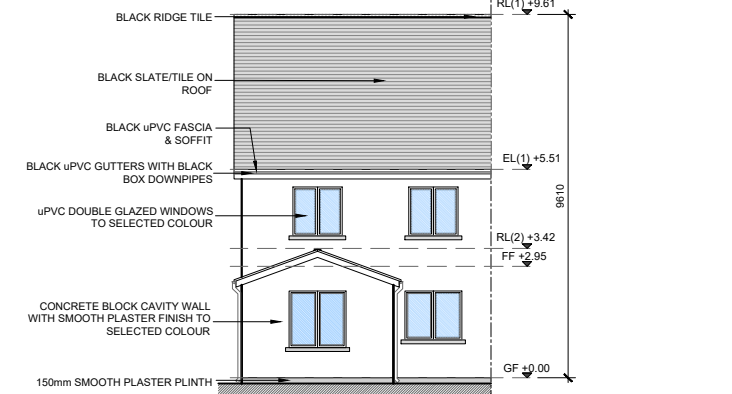 RL(1) +9.61
BLACK RIDGE TILE
BLACK SLATE/TILE ON
ROOF
BLACK uPVC FASCIA
& SOFFIT
EL(1) +5.51
BLACK uPVC GUTTERS WITH BLACK
BOX DOWNPIPES
9610
uPVC DOUBLE GLAZED WINDOWS
TO SELECTED COLOUR
RL(2) +3.42
FF +2.95
CONCRETE BLOCK CAVITY WALL
WITH SMOOTH PLASTER FINISH TO
SELECTED COLOUR
GF +0.00
150mm SMOOTH PLASTER PLINTH